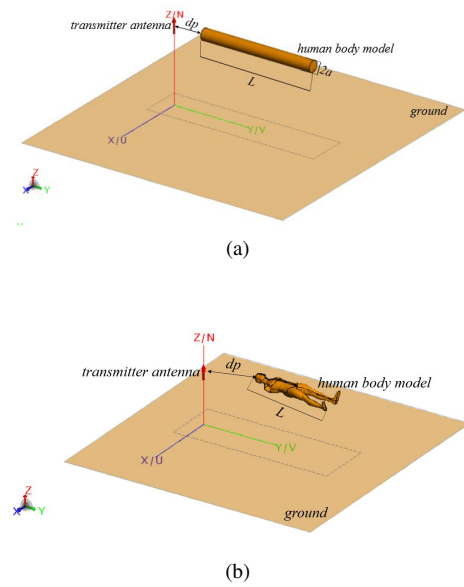 Z/N
dp
transmitter antenna
human body model
2a
L
ground
X/U
Y/V
Z
X
Y
(a)
Z/N
dp
transmitter antenna
human body model
L
X/U
Y/V
Z
X
Y
ground
(b)